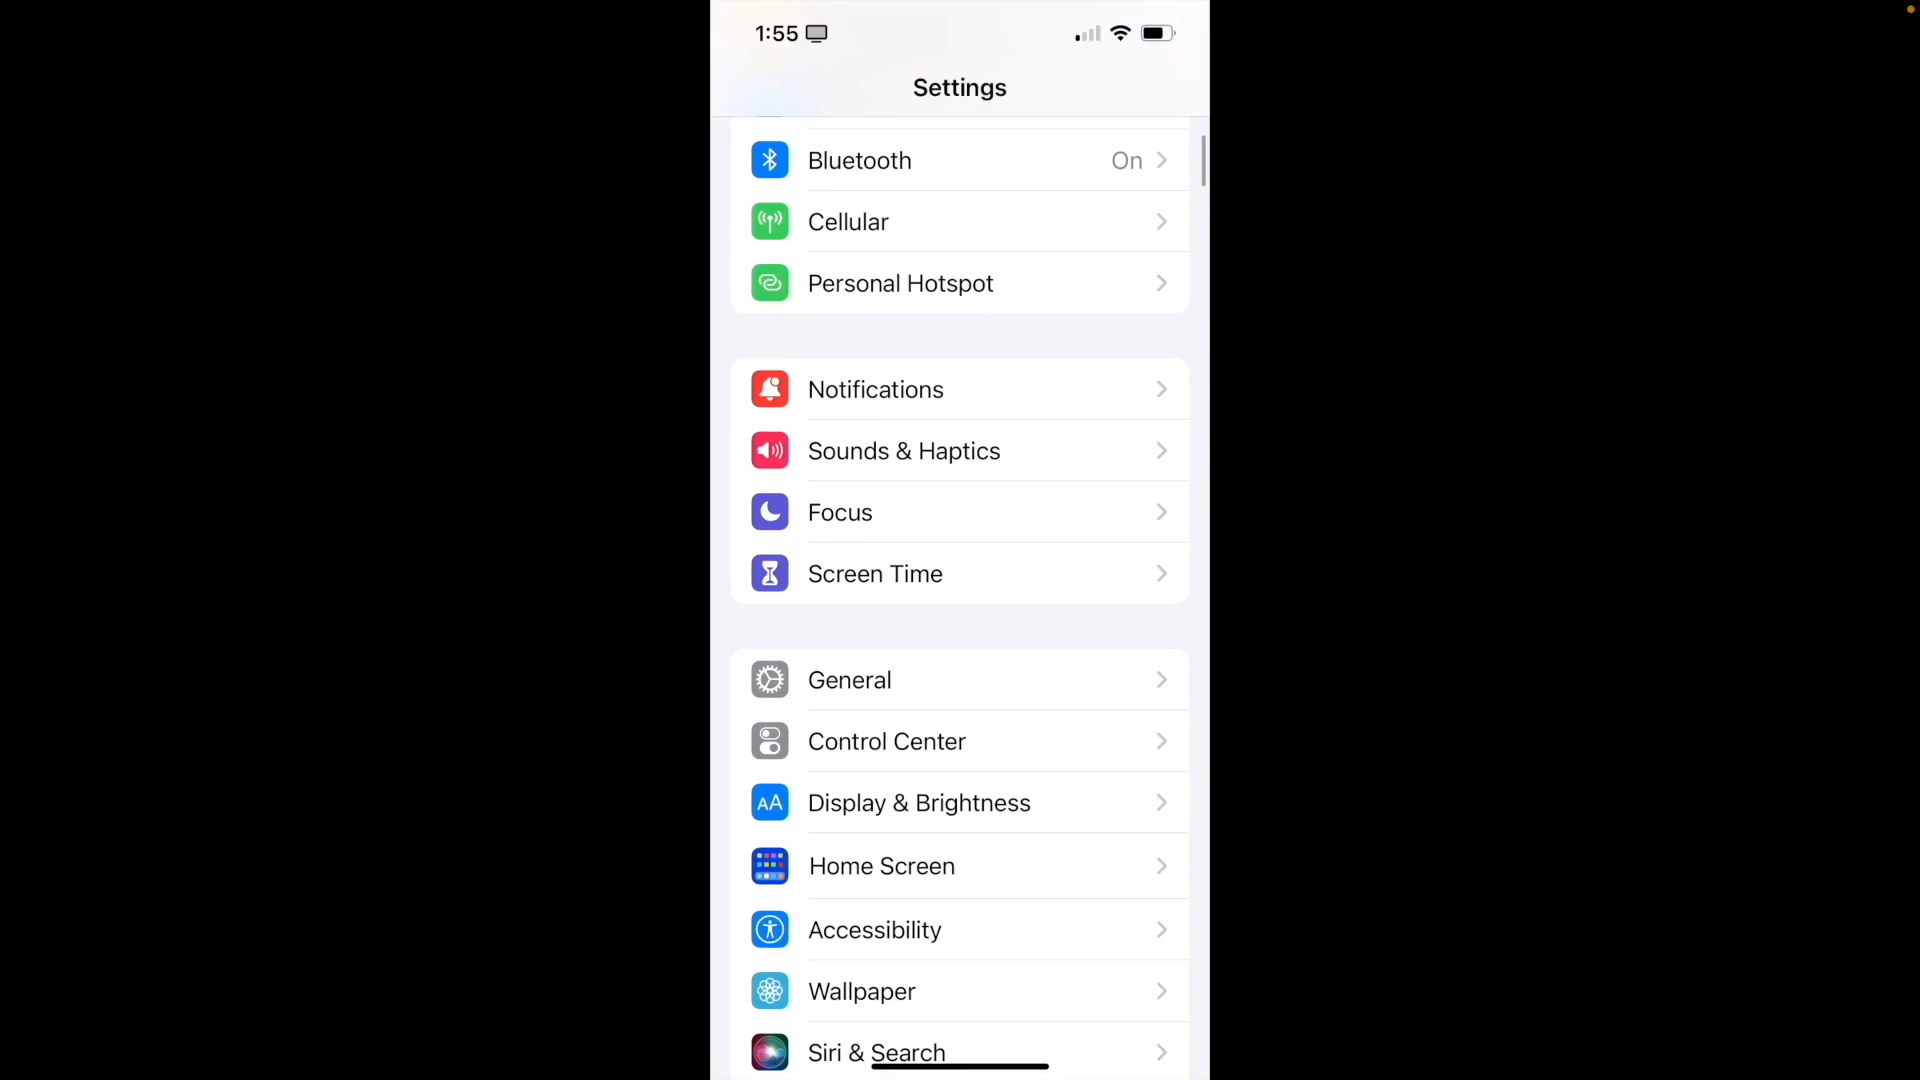 1:55
Settings
Bluetooth On
Cellular
Personal Hotspot
Notifications
Sounds & Haptics
Focus
Screen Time
General
Control Center
AA Display & Brightness
Home Screen
Accessibility
Wallpaper
Siri & Search